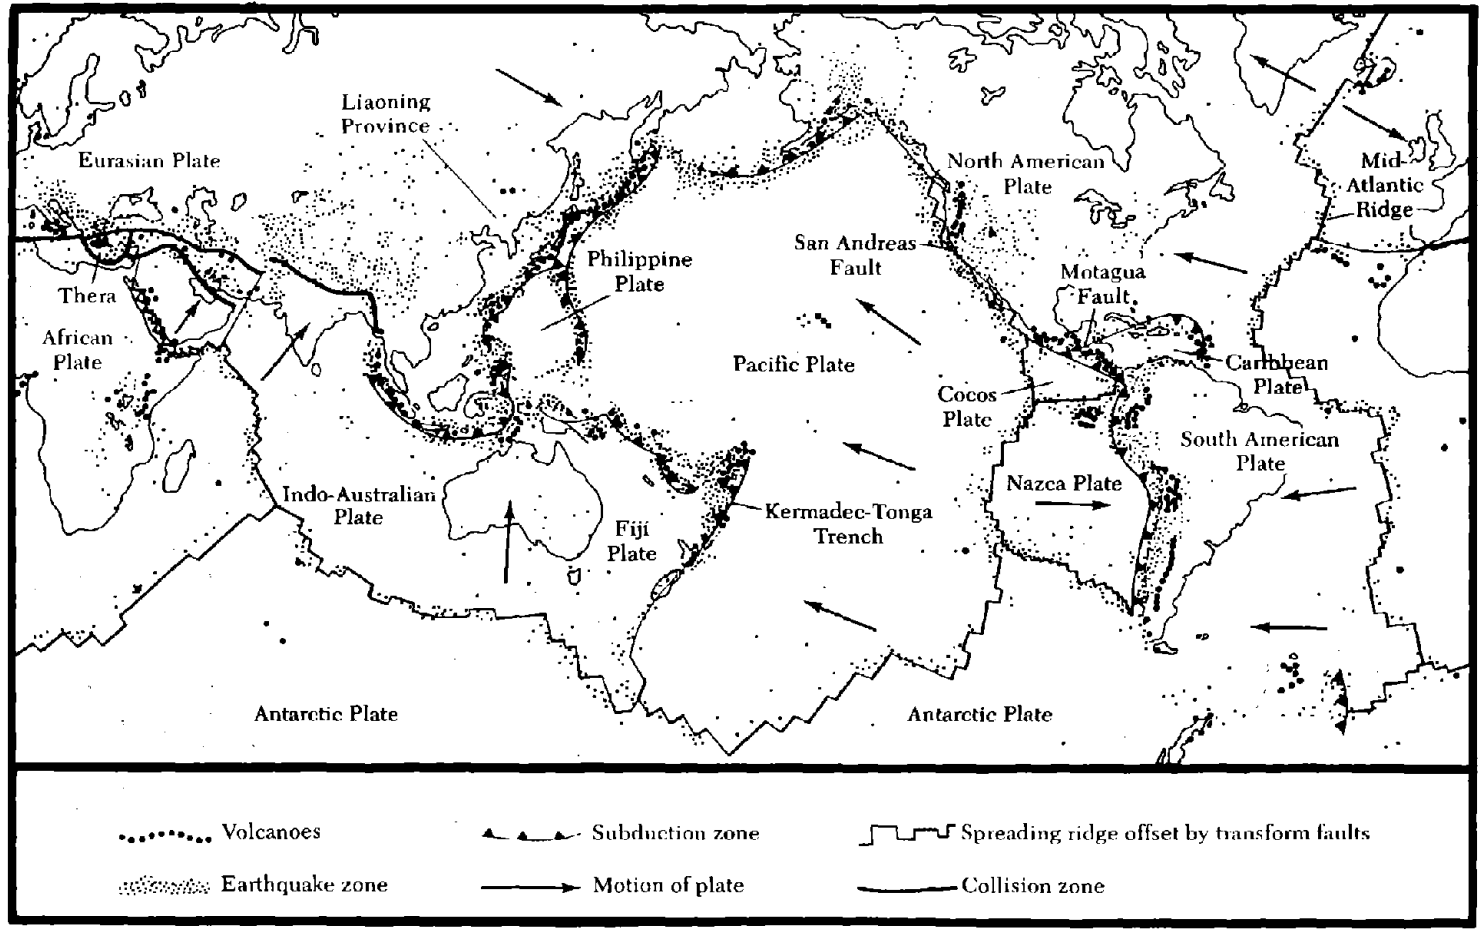 Liaoning
Province
Eurasian Plate
North American
Plate
Mid-
Atlantic
Ridge
San Andreas
Fault
Philippine
Plate
Motagua
Fault
Thera
African
Plate
Pacific Plate
Caribbean
Plate
Cocos
Plate
South American
Plate
Nazca Plate
Indo-Australian
Plate
Kermadec-Tonga
Trench
Fiji
Plate
Antarctic Plate
Antarctic Plate
Volcanoes
Subduction zone
Spreading ridge offset by transform faults
Earthquake zone
Motion of plate
Collision zone